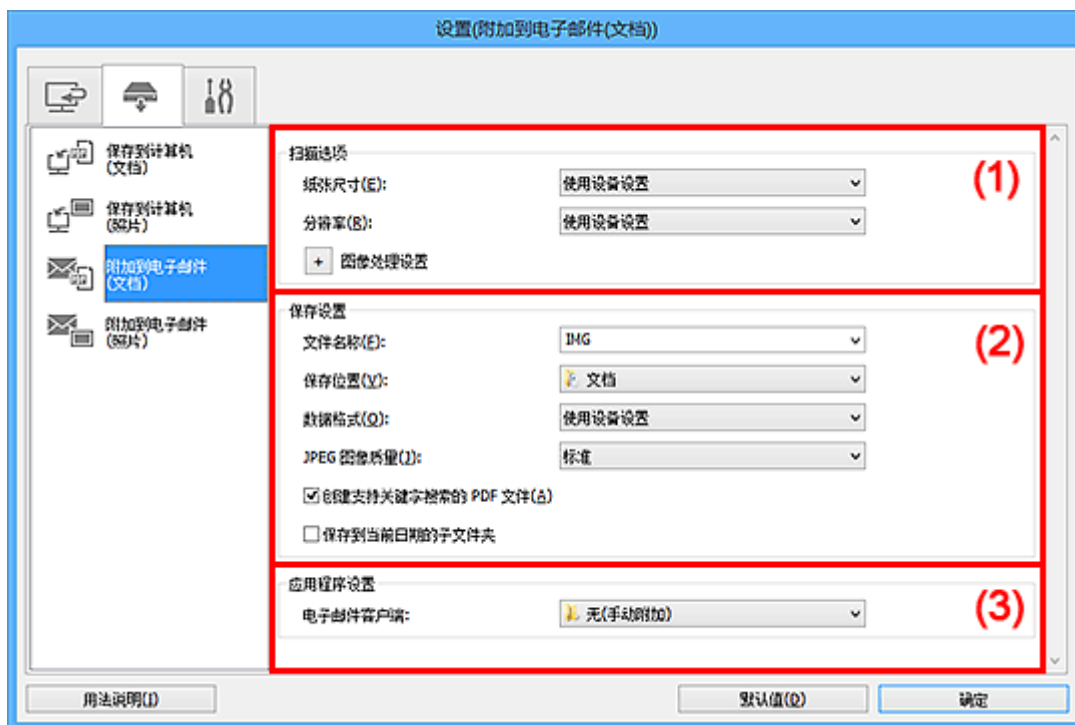 设置(附加到电子邮件(文档))
保存到计算机
(文档)
保存到计算机
(照片)
附加到电子邮件
(文档)
附加到电子邮件
(照片)
扫描选项
(1)
纸张尺寸(E): 使用设备设置
分辨率(R): 使用设备设置
+ 图像处理设置
保存设置
(2)
文件名称(F): IMG
保存位置(V): 文档
数据格式(O): 使用设备设置
JPEG 图像质量(J): 标准
创建支持关键字搜索的 PDF 文件(A)
保存到当前日期的子文件夹
应用程序设置
(3)
电子邮件客户端: 无(手动附加)
用法说明(I) 默认值(D) 确定